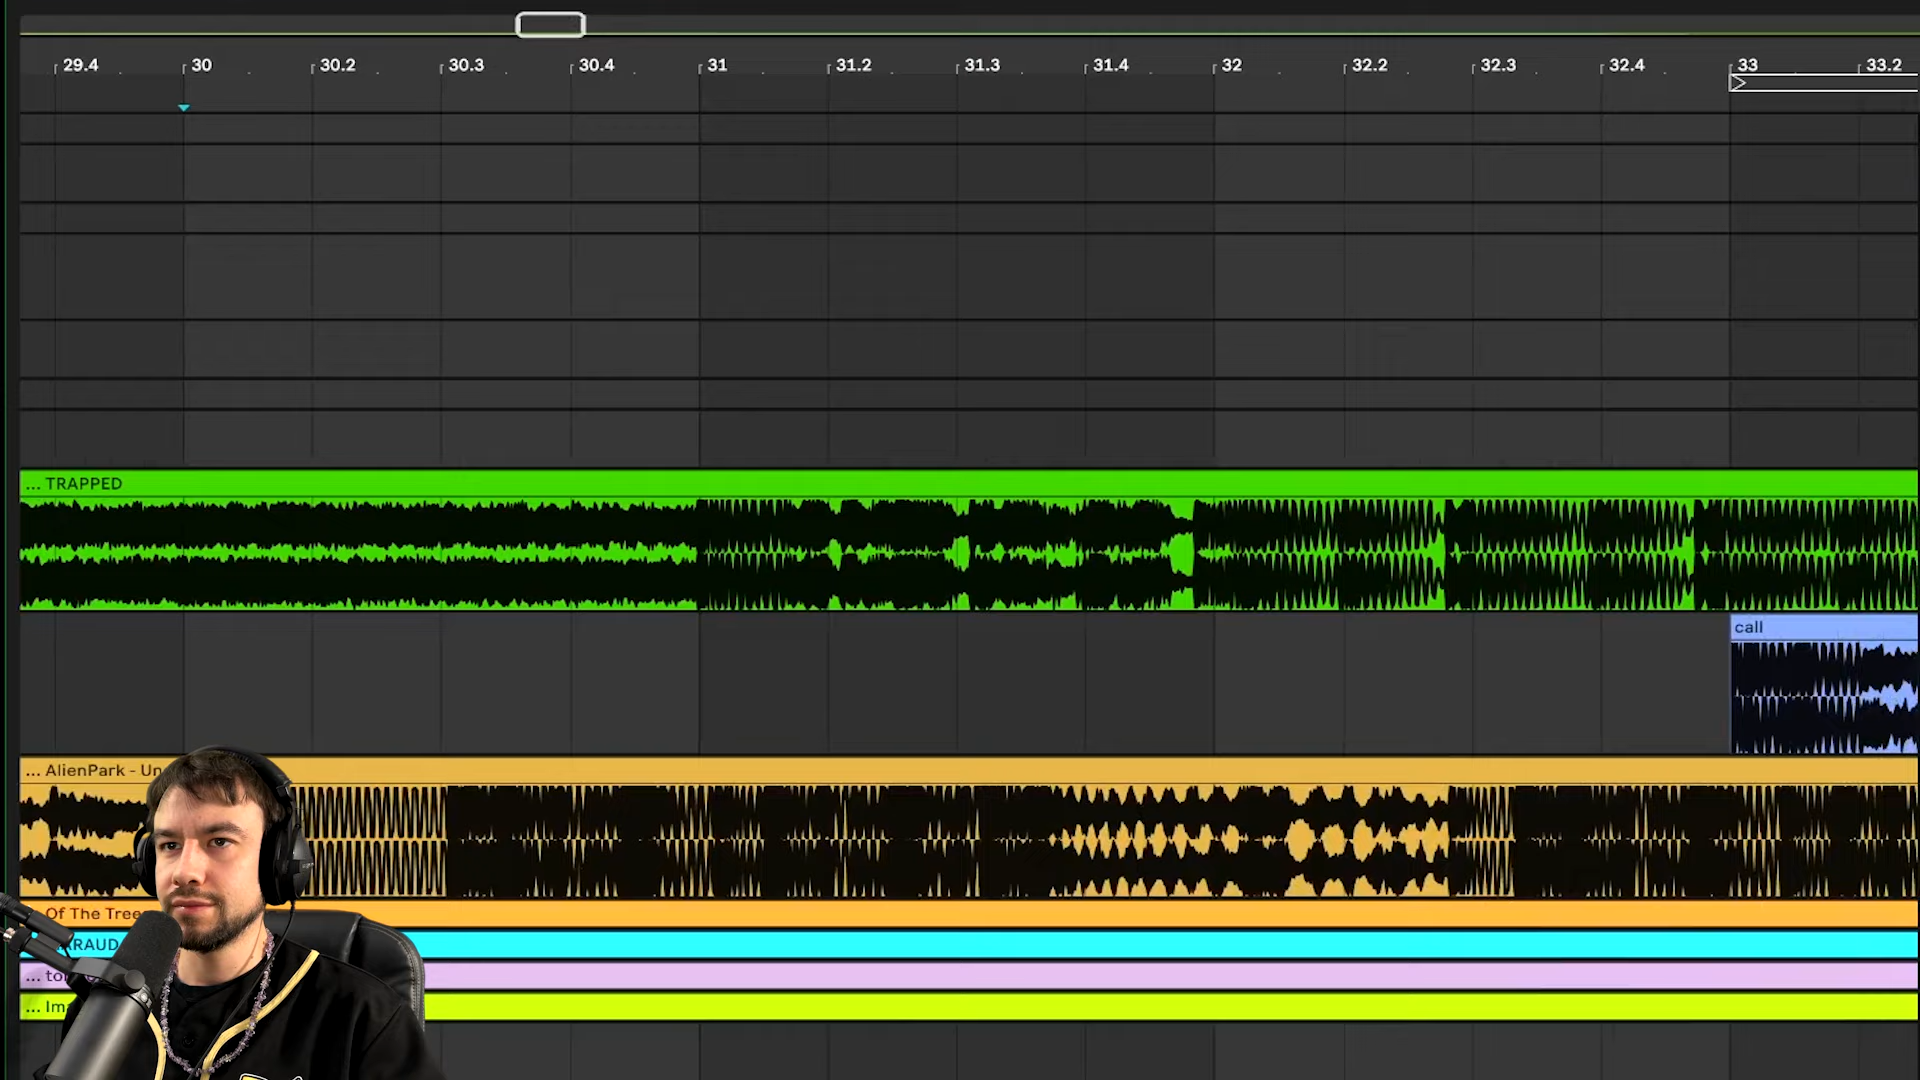 29.4 30 30.2 30.3 30.4 31 31.2 31.3 31.4 32 32.2 32.3 32.4 33 33.2
... TRAPPED
call
... AlienPark - Un
Of The Tree
ARAUD
... to
... Im